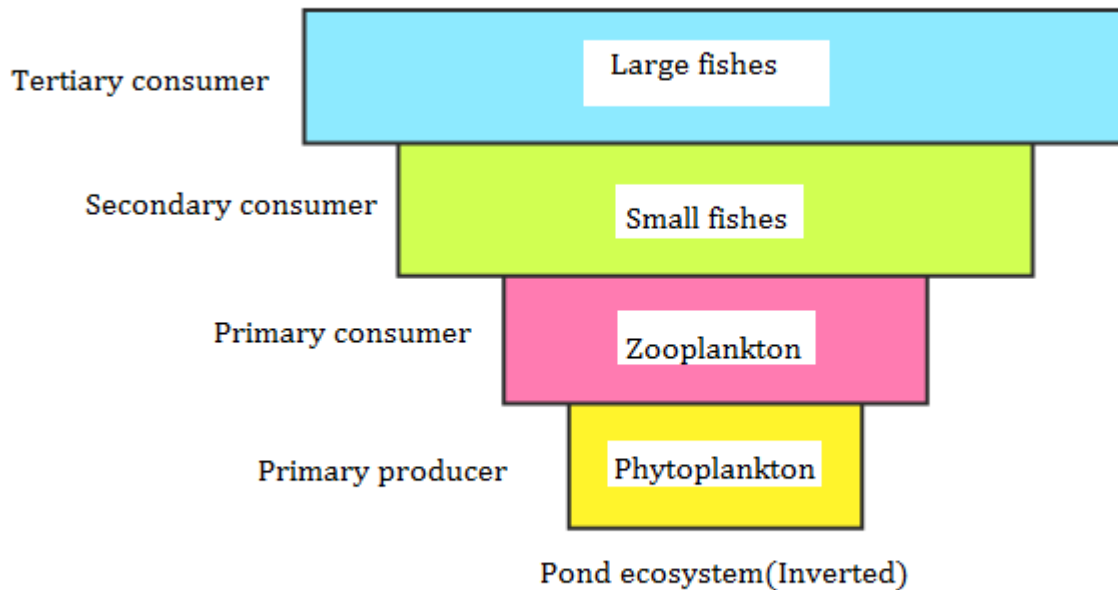 Large fishes
Tertiary consumer
Secondary consumer
Small fishes
Primary consumer
Zooplankton
Primary producer
Phytoplankton
Pond ecosystem(Inverted)